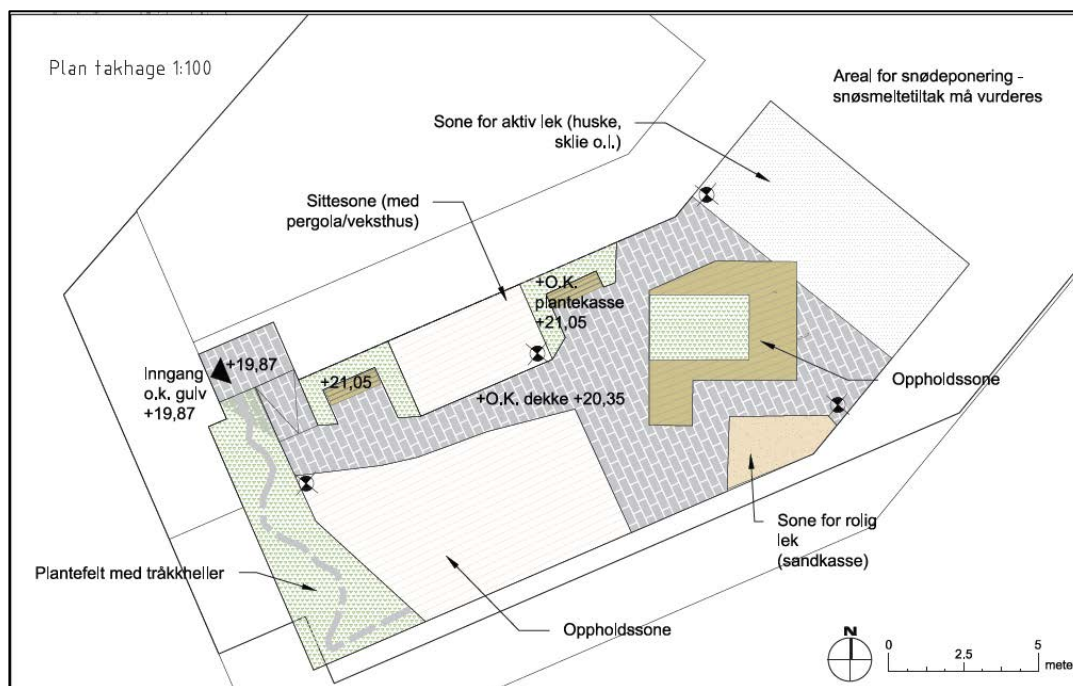 Plan takhage 1:100
Areal for snødeponering -
snøsmeltetiltak må vurderes
Sone for aktiv lek (huske,
sklie o.l.)
Sittesone (med
pergola/veksthus)
+O.K.
plantekasse
+21,05
Inngang
o.k. gulv
+19,87
+19,87
+21,05
+O.K. dekke +20,35
Oppholdssone
Sone for rolig
lek
(sandkasse)
Plantefelt med tråkkheller
Oppholdssone
N
0 2.5 5
mete